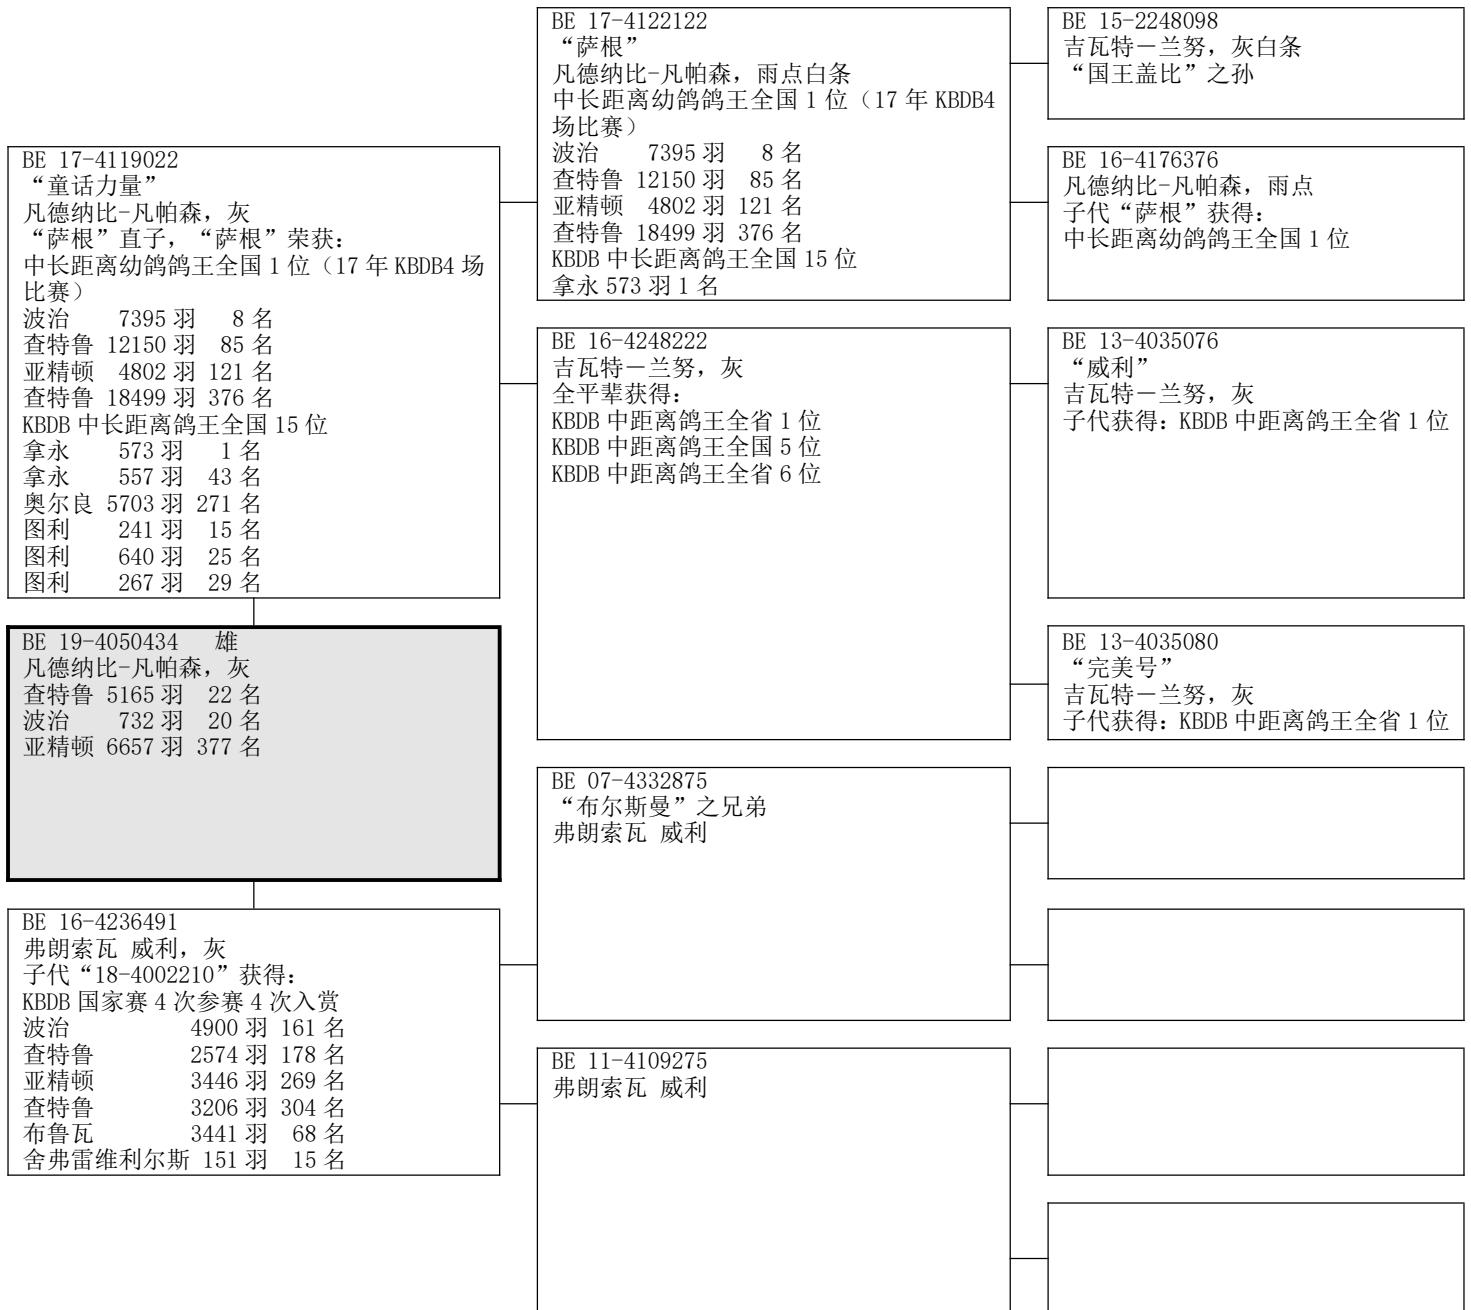 BE 17-4119022
“童话力量”
凡德纳比-凡帕森，灰
“萨根”直子，“萨根”荣获：
中长距离幼鸽鸽王全国 1 位（17 年 KBDB4 场
比赛）
波治 7395 羽 8 名
查特鲁 12150 羽 85 名
亚精顿 4802 羽 121 名
查特鲁 18499 羽 376 名
KBDB 中长距离鸽王全国 15 位
拿永 573 羽 1 名
拿永 557 羽 43 名
奥尔良 5703 羽 271 名
图利 241 羽 15 名
图利 640 羽 25 名
图利 267 羽 29 名
BE 19-4050434 雄
凡德纳比-凡帕森，灰
查特鲁 5165 羽 22 名
波治 732 羽 20 名
亚精顿 6657 羽 377 名
BE 16-4236491
弗朗索瓦 威利，灰
子代“18-4002210”获得：
KBDB 国家赛 4 次参赛 4 次入赏
波治 4900 羽 161 名
查特鲁 2574 羽 178 名
亚精顿 3446 羽 269 名
查特鲁 3206 羽 304 名
布鲁瓦 3441 羽 68 名
舍弗雷维利尔斯 151 羽 15 名
BE 17-4122122
“萨根”
凡德纳比-凡帕森，雨点白条
中长距离幼鸽鸽王全国 1 位（17 年 KBDB4
场比赛）
波治 7395 羽 8 名
查特鲁 12150 羽 85 名
亚精顿 4802 羽 121 名
查特鲁 18499 羽 376 名
KBDB 中长距离鸽王全国 15 位
拿永 573 羽 1 名
BE 16-4248222
吉瓦特－兰努，灰
全平辈获得：
KBDB 中距离鸽王全省 1 位
KBDB 中距离鸽王全国 5 位
KBDB 中距离鸽王全省 6 位
BE 07-4332875
“布尔斯曼”之兄弟
弗朗索瓦 威利
BE 11-4109275
弗朗索瓦 威利
BE 15-2248098
吉瓦特－兰努，灰白条
“国王盖比”之孙
BE 16-4176376
凡德纳比-凡帕森，雨点
子代“萨根”获得：
中长距离幼鸽鸽王全国 1 位
BE 13-4035076
“威利”
吉瓦特－兰努，灰
子代获得：KBDB 中距离鸽王全省 1 位
BE 13-4035080
“完美号”
吉瓦特－兰努，灰
子代获得：KBDB 中距离鸽王全省 1 位